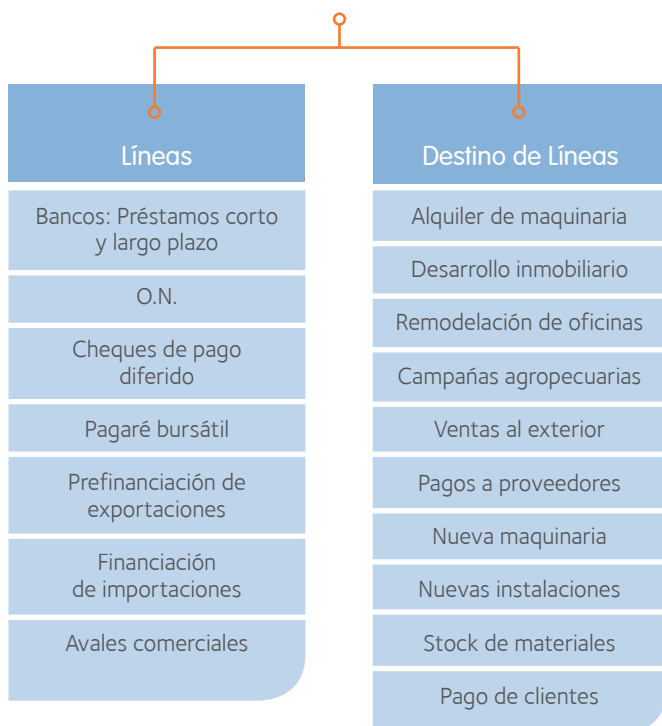 Líneas
Bancos: Préstamos corto
y largo plazo
O.N.
Cheques de pago
diferido
Pagaré bursátil
Prefinanciación de
exportaciones
Financiación
de importaciones
Avales comerciales
Destino de Líneas
Alquiler de maquinaria
Desarrollo inmobiliario
Remodelación de oficinas
Campañas agropecuarias
Ventas al exterior
Pagos a proveedores
Nueva maquinaria
Nuevas instalaciones
Stock de materiales
Pago de clientes